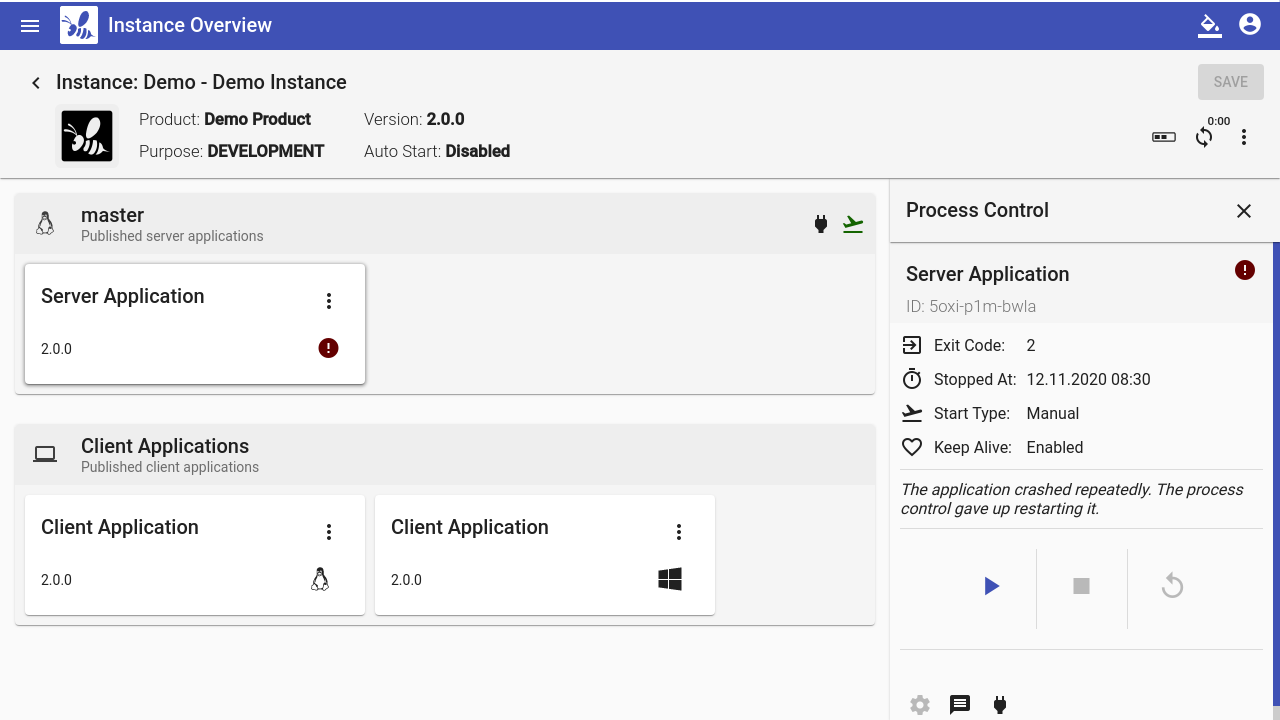 Instance Overview
Instance: Demo - Demo Instance
SAVE
Product: Demo Product
Version: 2.0.0
0:00
Purpose: DEVELOPMENT
Auto Start: Disabled
master
Published server applications
Server Application
2.0.0
Client Applications
Published client applications
Client Application
2.0.0
Client Application
2.0.0
Process Control
Server Application
ID: 5oxi-p1m-bwla
Exit Code: 2
Stopped At: 12.11.2020 08:30
Start Type: Manual
Keep Alive: Enabled
The application crashed repeatedly. The process
control gave up restarting it.